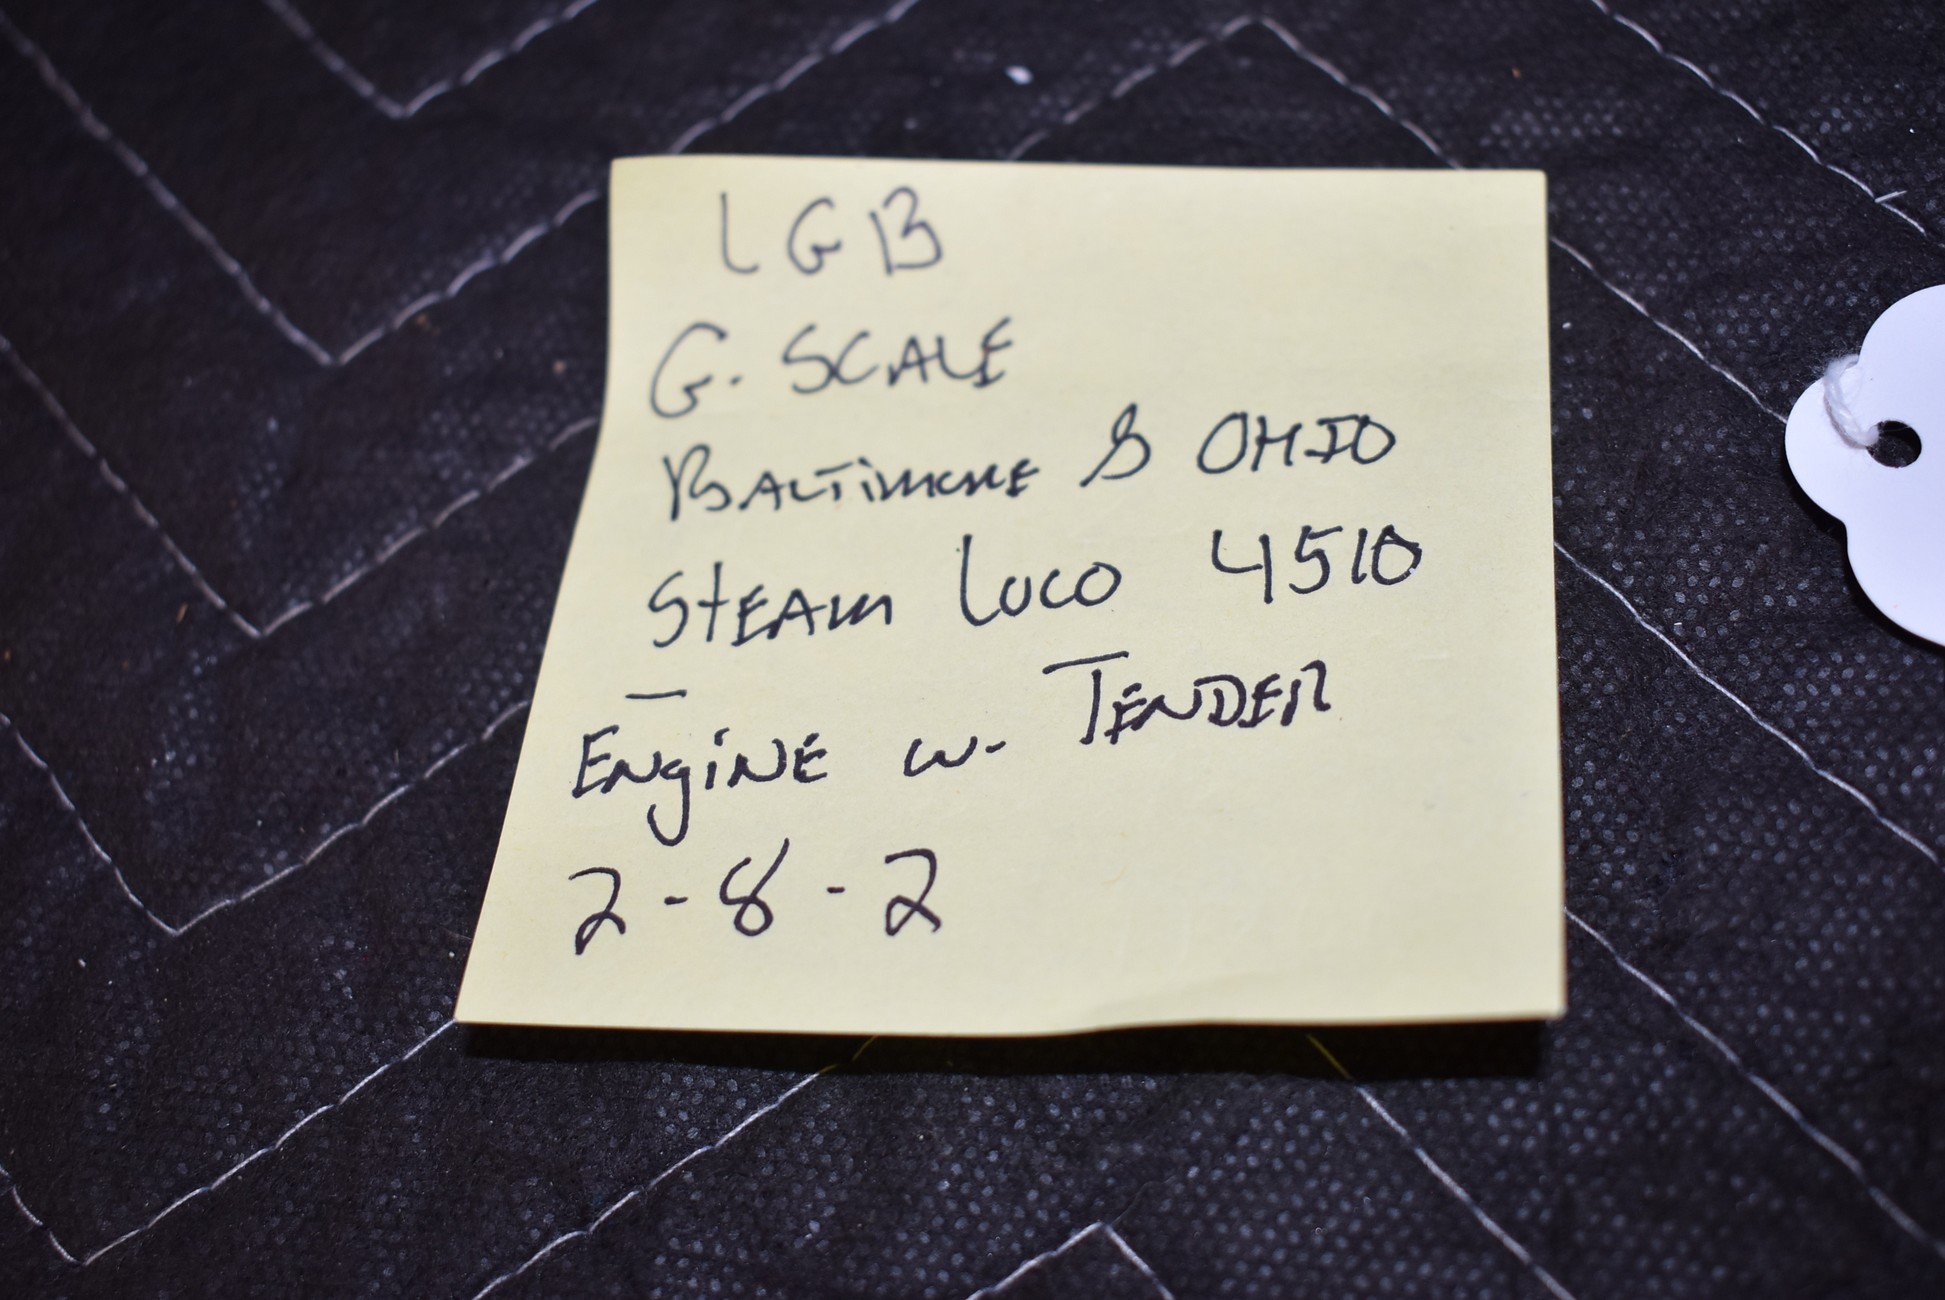 LGB
G. SCALE
BALTIMORE & OHIO
STEAM LOCO 4510
—
ENgiNE w- TENDER
2-8-2